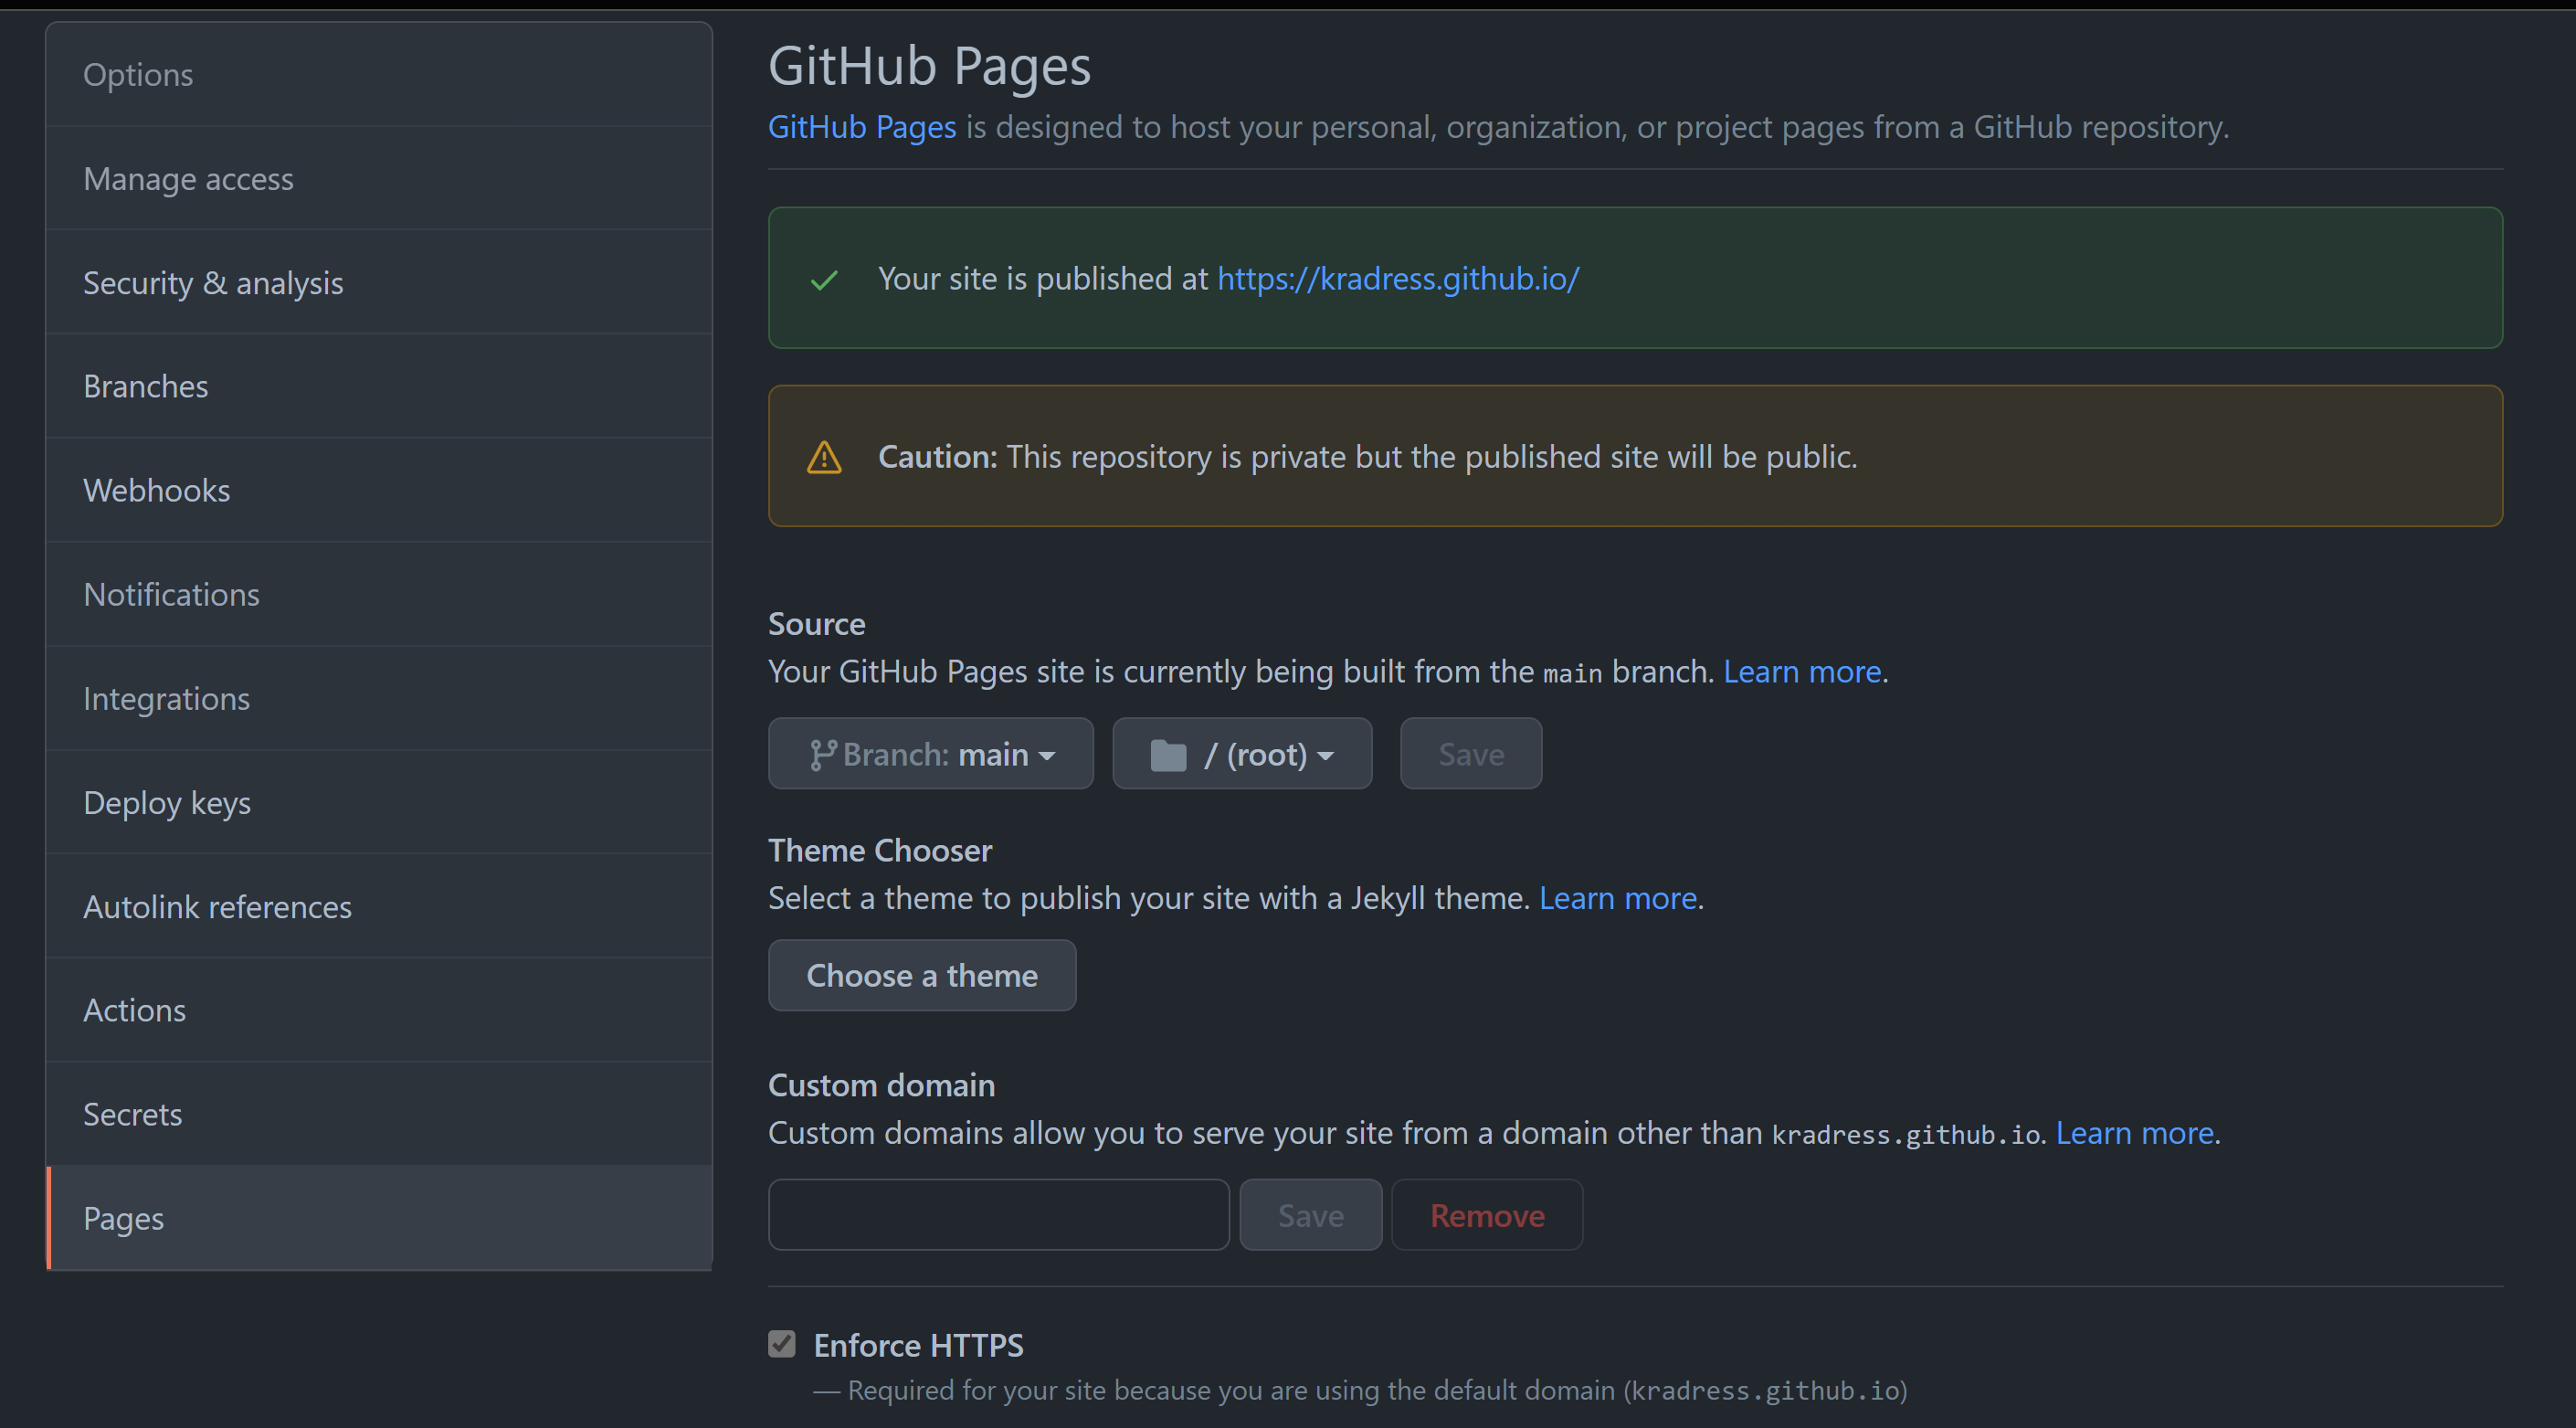 Options
Manage access
Security & analysis
Branches
Webhooks
Notifications
Integrations
Deploy keys
Autolink references
Actions
Secrets
Pages
GitHub Pages
GitHub Pages is designed to host your personal, organization, or project pages from a GitHub repository.
Your site is published at https://kradress.github.io/
Caution: This repository is private but the published site will be public.
Source
Your GitHub Pages site is currently being built from the main branch. Learn more.
Branch: main / (root) Save
Theme Chooser
Select a theme to publish your site with a Jekyll theme. Learn more.
Choose a theme
Custom domain
Custom domains allow you to serve your site from a domain other than kradress.github.io. Learn more.
Save Remove
Enforce HTTPS
— Required for your site because you are using the default domain (kradress.github.io)